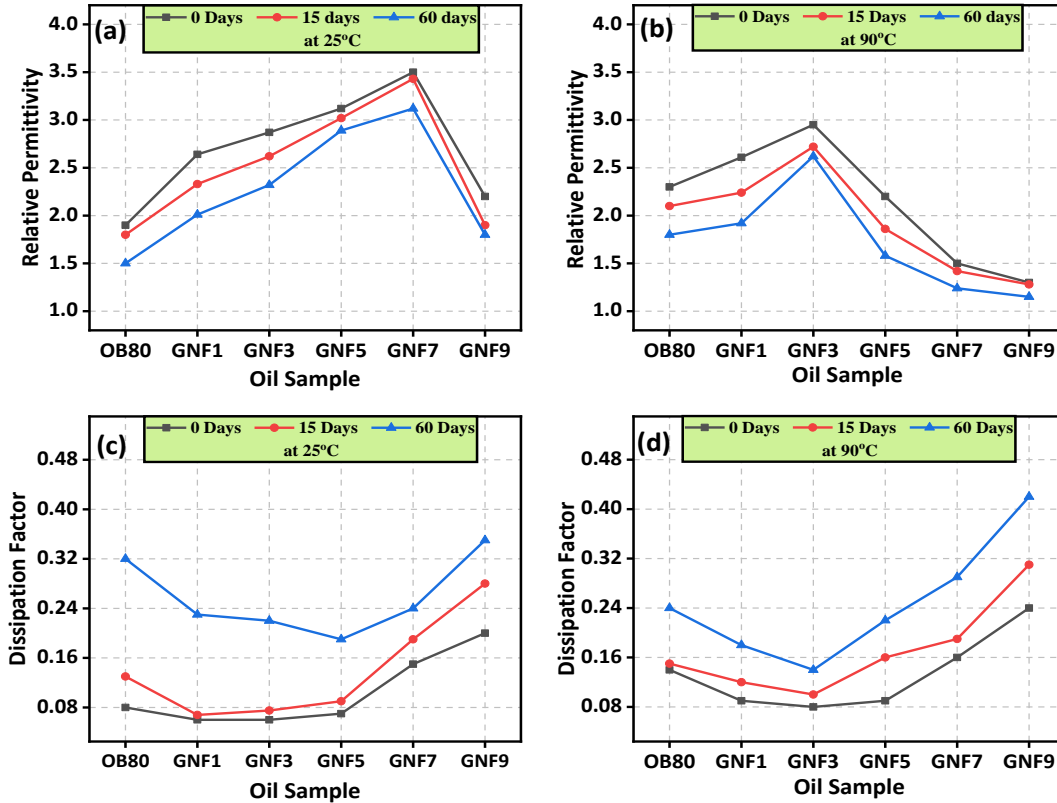 (a)
0 Days 15 days 60 days
at 25°C
Relative Permittivity
4.0
3.5
3.0
2.5
2.0
1.5
1.0
OB80 GNF1 GNF3 GNF5 GNF7 GNF9
Oil Sample
(b)
0 Days 15 Days 60 days
at 90°C
Relative Permittivity
4.0
3.5
3.0
2.5
2.0
1.5
1.0
OB80 GNF1 GNF3 GNF5 GNF7 GNF9
Oil Sample
(c)
0 Days 15 Days 60 Days
at 25°C
Dissipation Factor
0.48
0.40
0.32
0.24
0.16
0.08
OB80 GNF1 GNF3 GNF5 GNF7 GNF9
Oil Sample
(d)
0 Days 15 Days 60 Days
at 90°C
Dissipation Factor
0.48
0.40
0.32
0.24
0.16
0.08
OB80 GNF1 GNF3 GNF5 GNF7 GNF9
Oil Sample